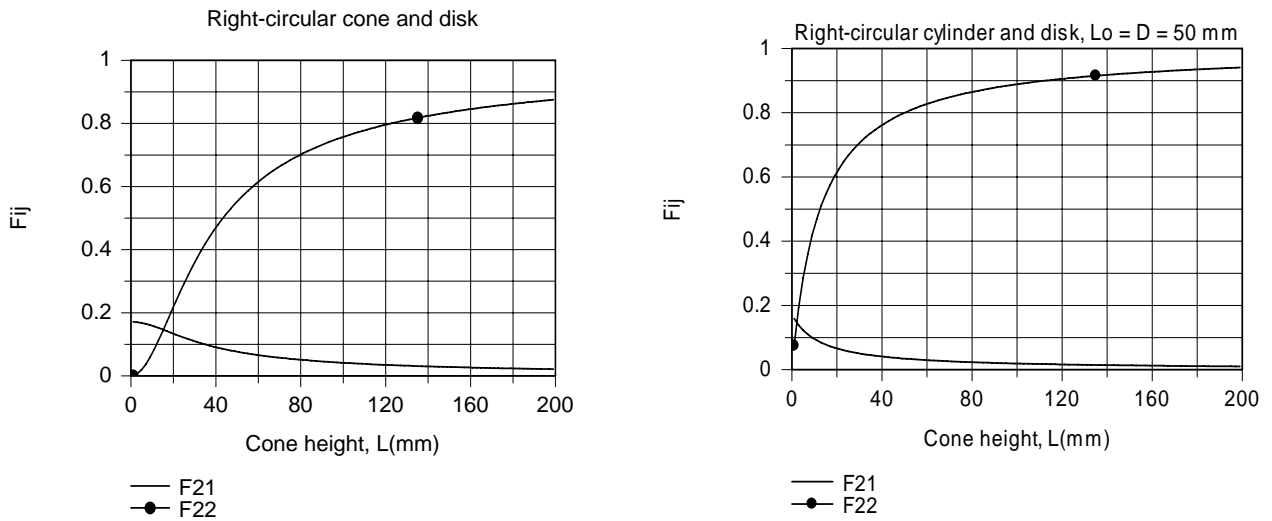 Right-circular cone and disk
1
0.8
0.6
0.4
0.2
0
Fij
0 40 80 120 160 200
Cone height, L(mm)
F21
F22
Right-circular cylinder and disk, Lo = D = 50 mm
1
0.8
0.6
0.4
0.2
0
Fij
0 40 80 120 160 200
Cone height, L(mm)
F21
F22